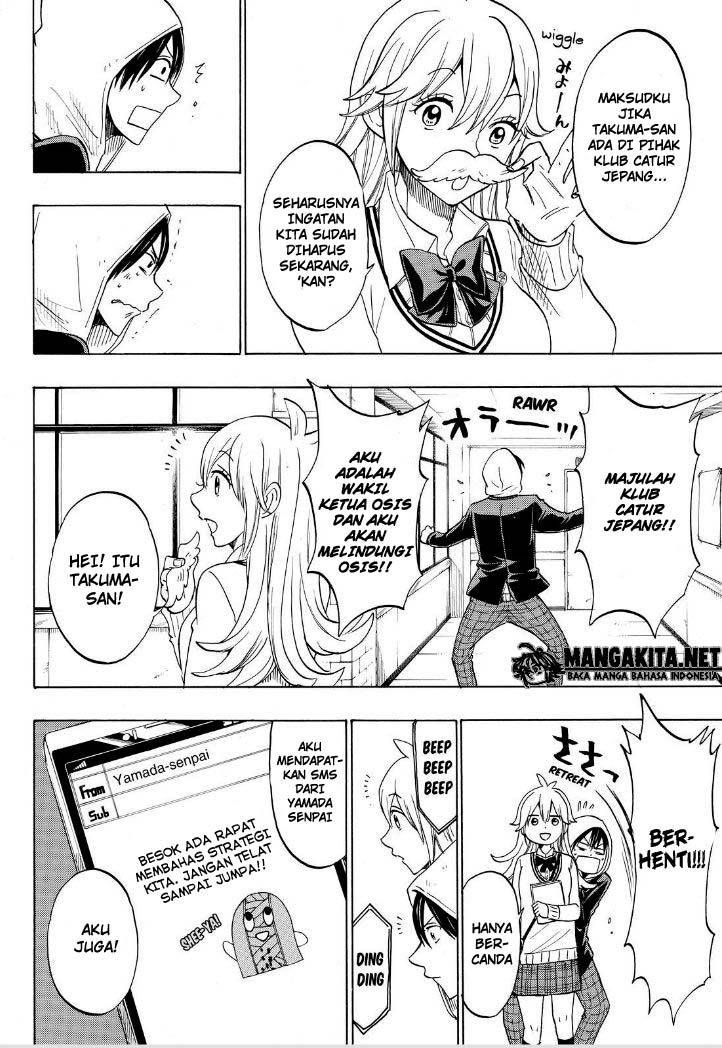 wiggle
みょーん
MAKSUDKU
JIKA
TAKUMA-SAN
ADA DI PIHAK
KLUB CATUR
JEPANG...
SEHARUSNYA
INGATAN
KITA SUDAH
DIHAPUS
SEKARANG,
'KAN?
MAJULAH
KLUB
CATUR
JEPANG!!
RAWR
オラーーッ
AKU
ADALAH
WAKIL
KETUA OSIS
DAN AKU
AKAN
MELINDUNGI
OSIS!!
HEI! ITU
TAKUMA-
SAN!
MANGAKITA.NET
BACA MANGA BAHASA INDONESIA
BER-
HENTI!!!
ささっ
RETREAT
HANYA
BER-
CANDA
BEEP
BEEP
BEEP
DING
DING
AKU
MENDAPAT-
KAN SMS
DARI
YAMADA
SENPAI
From Yamada-senpai
Sub
BESOK ADA RAPAT
MEMBAHAS STRATEGI
KITA. JANGAN TELAT
SAMPAI JUMPA!!
SHEE-YA!
AKU
JUGA!